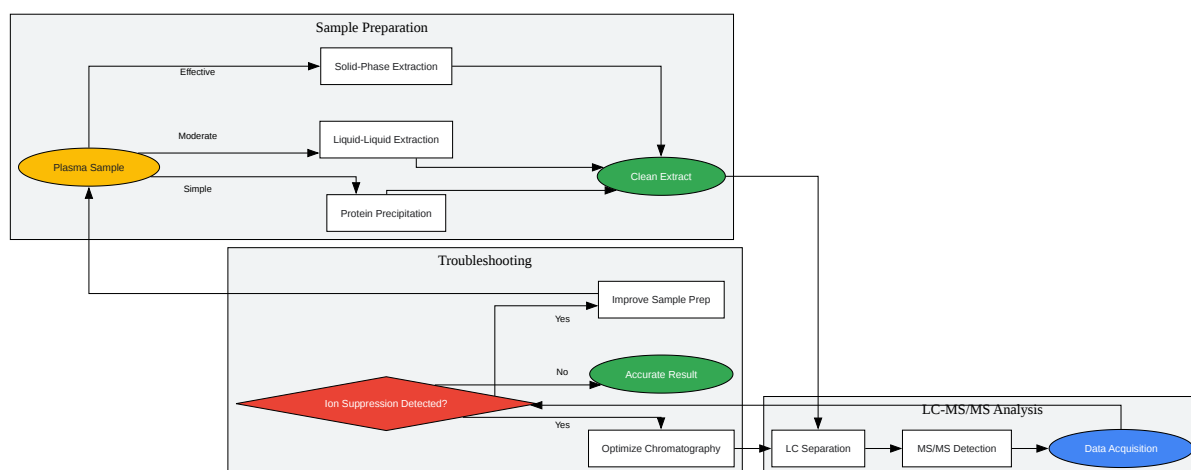 Sample Preparation
Effective
Solid-Phase Extraction
Moderate
Liquid-Liquid Extraction
Plasma Sample
Clean Extract
Simple
Protein Precipitation
Troubleshooting
Improve Sample Prep
Yes
No
Accurate Result
Ion Suppression Detected?
Yes
Optimize Chromatography
LC-MS/MS Analysis
LC Separation
MS/MS Detection
Data Acquisition